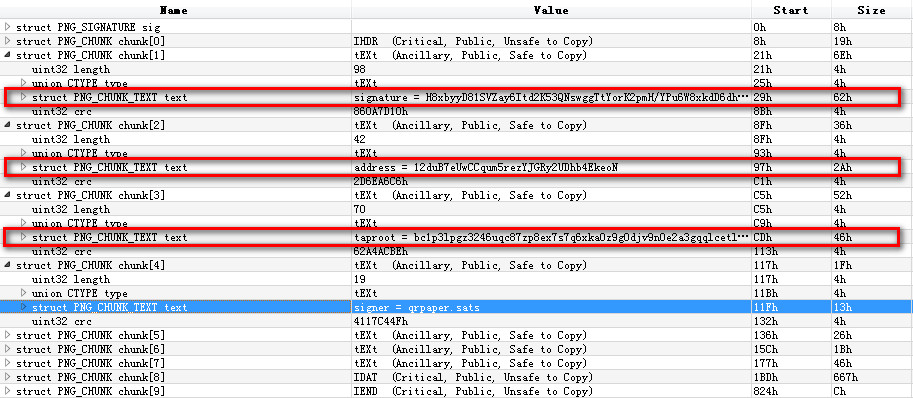 Name Value Start Size
struct PNG_SIGNATURE sig 0h 8h
struct PNG_CHUNK chunk[0] IHDR (Critical, Public, Unsafe to Copy) 8h 19h
struct PNG_CHUNK chunk[1] tEXt (Ancillary, Public, Safe to Copy) 21h 6Eh
uint32 length 98 21h 4h
union CTYPE type tEXt 25h 4h
struct PNG_CHUNK_TEXT text signature = H8xbyyD81SVZay6Itd2K53QNswggTtYorK2pmH/YPu6W8xkdD6dh··· 29h 62h
uint32 crc 860A7D10h 8Bh 4h
struct PNG_CHUNK chunk[2] tEXt (Ancillary, Public, Safe to Copy) 8Fh 36h
uint32 length 42 8Fh 4h
union CTYPE type tEXt 93h 4h
struct PNG_CHUNK_TEXT text address = 12duB7eUwCCqum5rezYJGRy2UDhb4EkeoN 97h 2Ah
uint32 crc 2D6EA6C6h C1h 4h
struct PNG_CHUNK chunk[3] tEXt (Ancillary, Public, Safe to Copy) C5h 52h
uint32 length 70 C5h 4h
union CTYPE type tEXt C9h 4h
struct PNG_CHUNK_TEXT text taproot = bc1p3lpgz3246uqc87zp8ex7s7q6xka0z9g0djv9n0e2a3gqqlcetl··· CDh 46h
uint32 crc 62A4ACBEh 113h 4h
struct PNG_CHUNK chunk[4] tEXt (Ancillary, Public, Safe to Copy) 117h 1Fh
uint32 length 19 117h 4h
union CTYPE type tEXt 11Bh 4h
struct PNG_CHUNK_TEXT text signer = qrpaper.sats 11Fh 13h
uint32 crc 4117C44Fh 132h 4h
struct PNG_CHUNK chunk[5] tEXt (Ancillary, Public, Safe to Copy) 136h 26h
struct PNG_CHUNK chunk[6] tEXt (Ancillary, Public, Safe to Copy) 15Ch 1Bh
struct PNG_CHUNK chunk[7] tEXt (Ancillary, Public, Safe to Copy) 177h 46h
struct PNG_CHUNK chunk[8] IDAT (Critical, Public, Unsafe to Copy) 1BDh 667h
struct PNG_CHUNK chunk[9] IEND (Critical, Public, Unsafe to Copy) 824h Ch